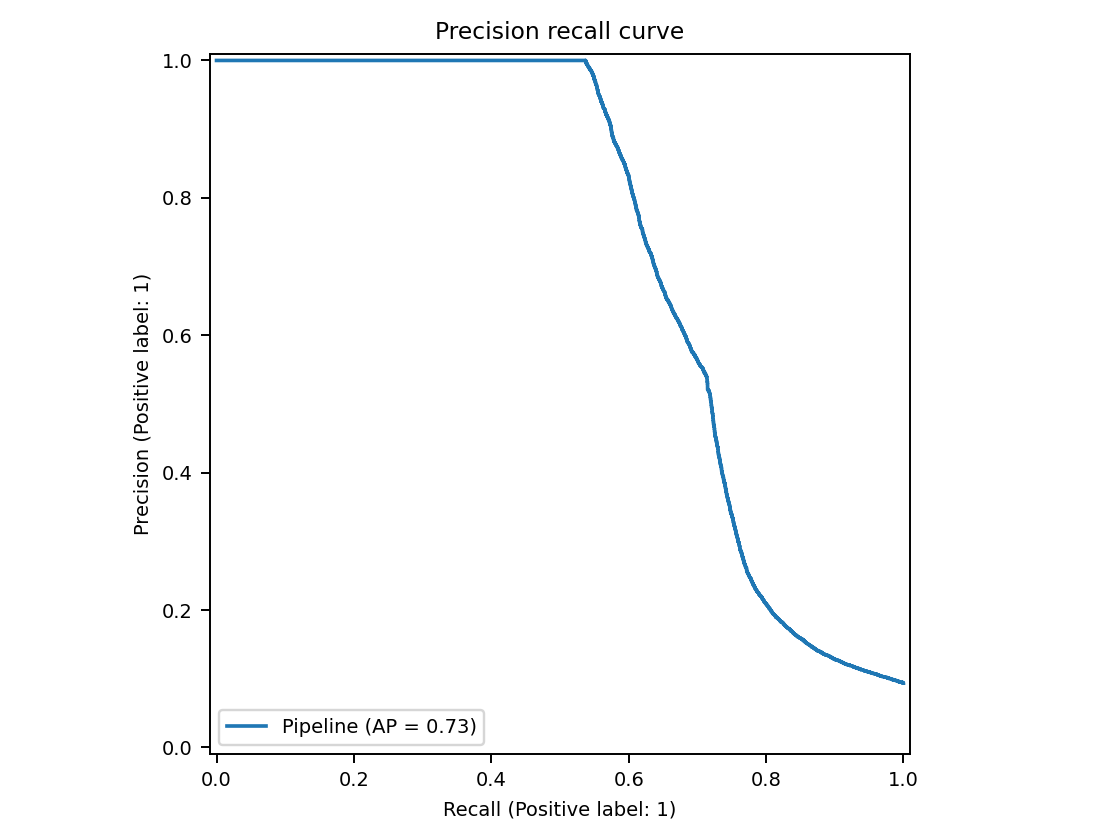 Precision recall curve
1.0
0.8
0.6
0.4
0.2
0.0
Precision (Positive label: 1)
Pipeline (AP = 0.73)
0.0 0.2 0.4 0.6 0.8 1.0
Recall (Positive label: 1)